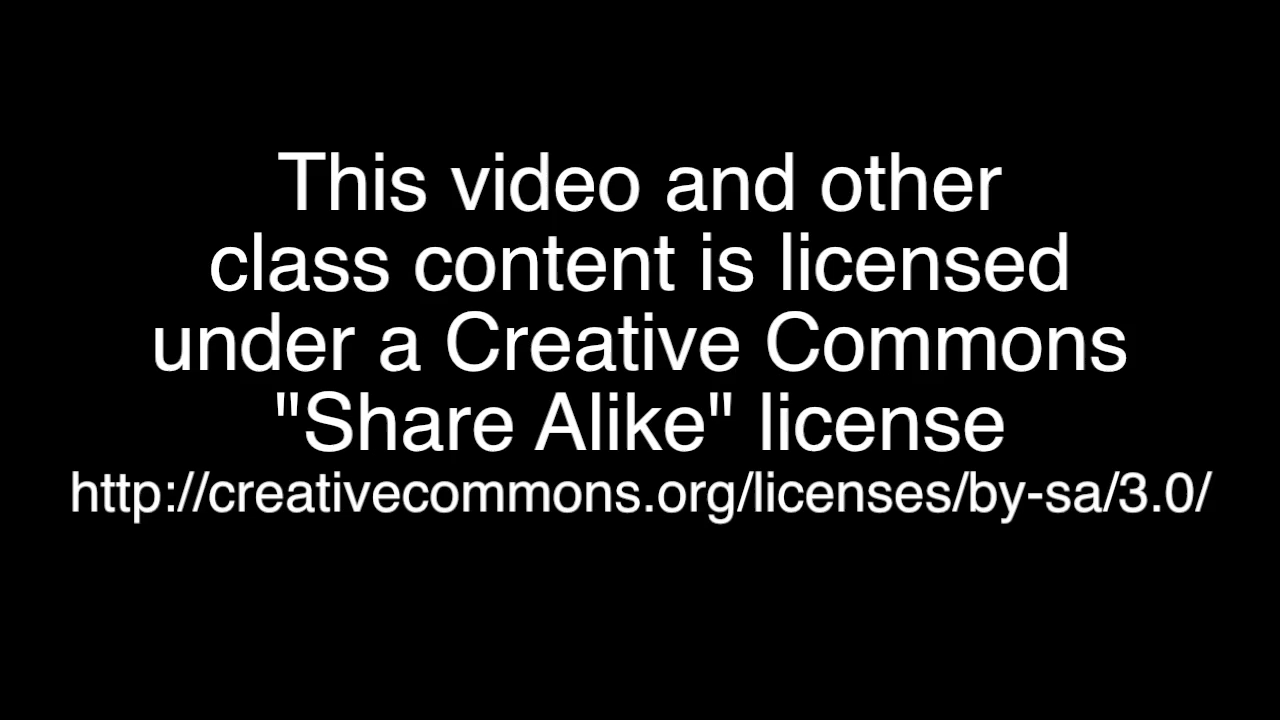 This video and other
class content is licensed
under a Creative Commons
"Share Alike" license
http://creativecommons.org/licenses/by-sa/3.0/